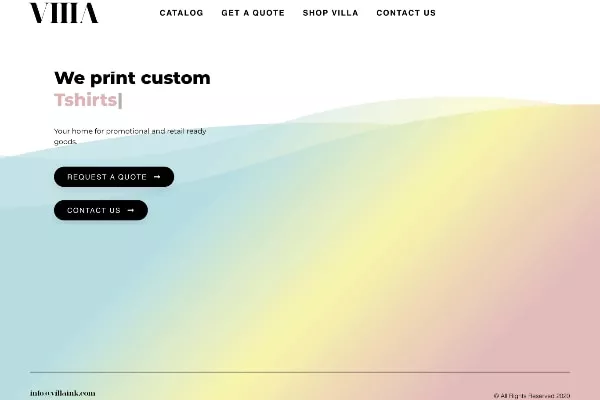 VIIIA
CATALOG GET A QUOTE SHOP VILLA CONTACT US
We print custom
Tshirts|
Your home for promotional and retail ready
goods.
REQUEST A QUOTE →
CONTACT US →
info@villaink.com
© All Rights Reserved 2020